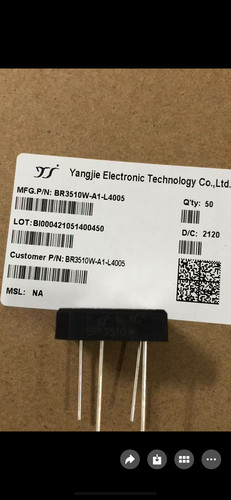 Yangjie Electronic Technology Co.,Ltd.
MFG.P/N: BR3510W-A1-L4005
Q'ty: 50
LOT:BI000421051400450
D/C: 2120
Customer P/N:BR3510W-A1-L4005
MSL: NA
BR3510W